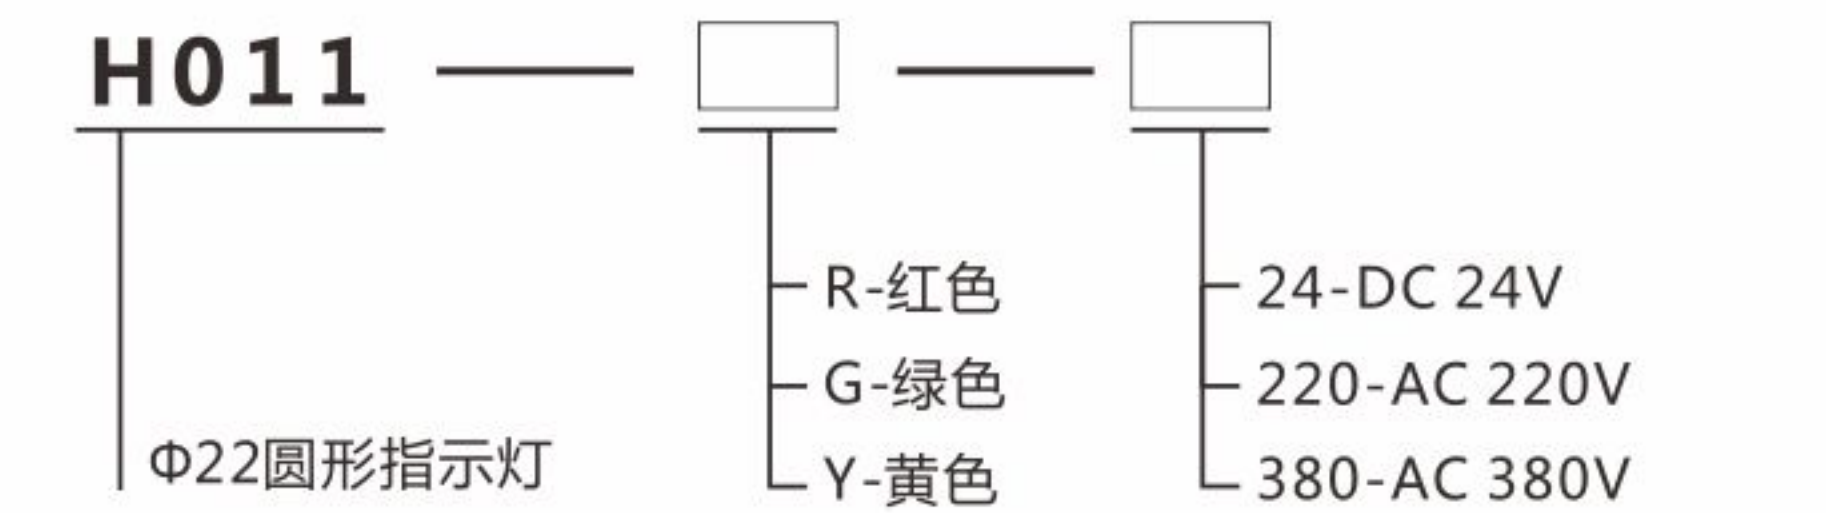 H011 — □ — □
R-红色
24-DC 24V
G-绿色
220-AC 220V
Φ22圆形指示灯
Y-黄色
380-AC 380V